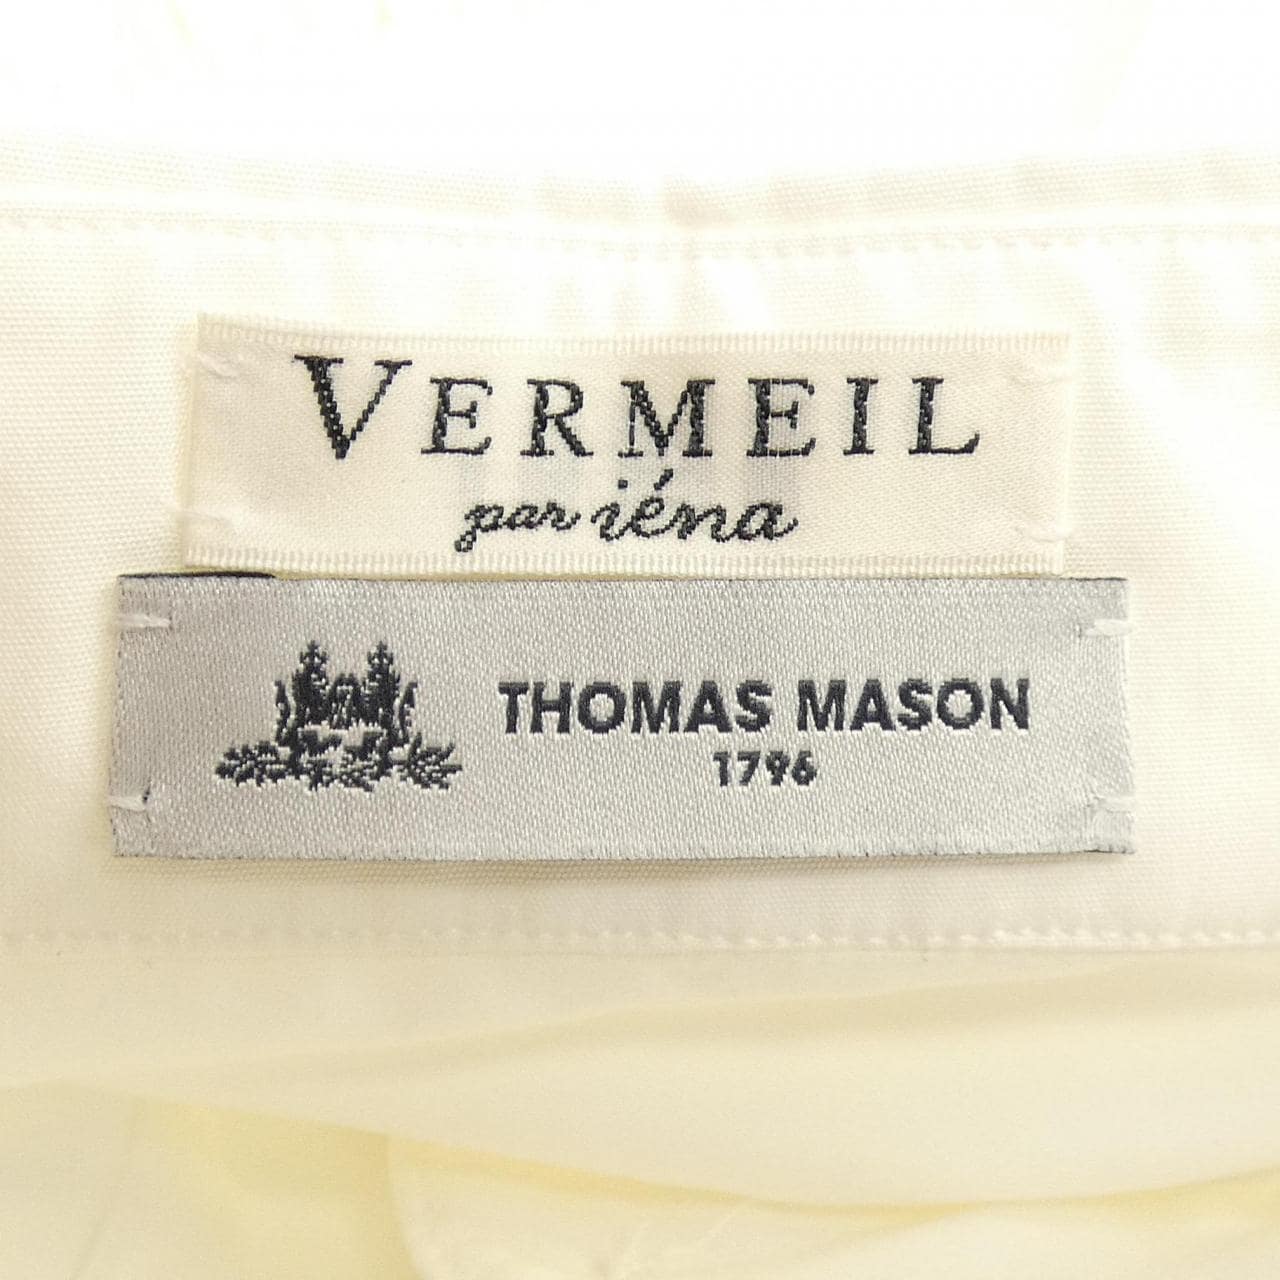 VERMEIL
par iéna
THOMAS MASON
1796